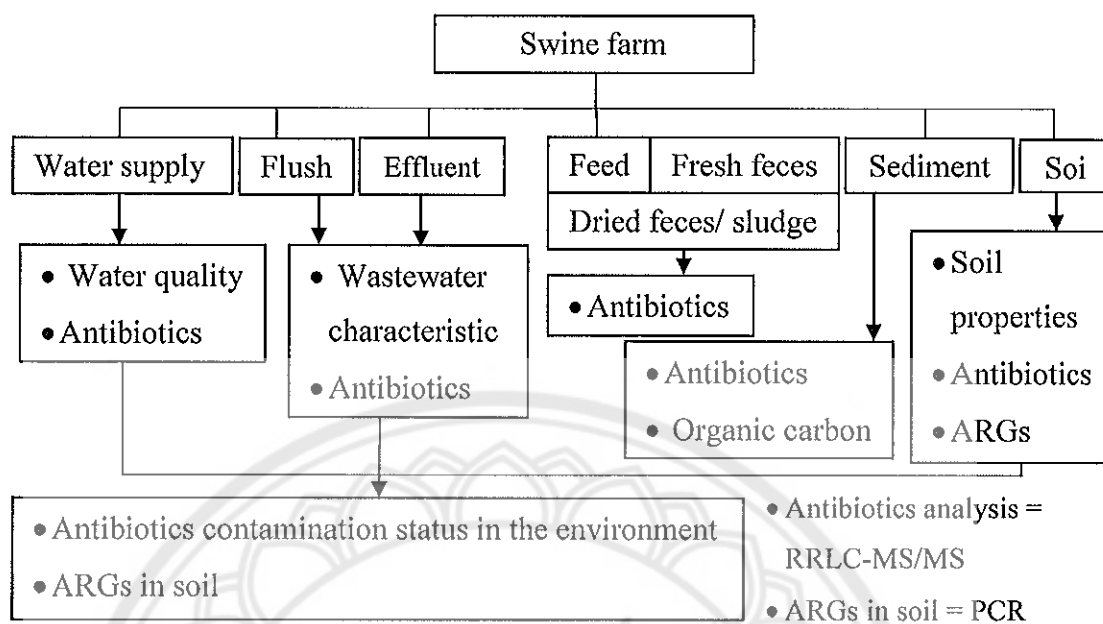 Swine farm
Water supply
Flush
Effluent
Feed
Fresh feces
Sediment
Soi
Dried feces/ sludge
● Water quality
● Antibiotics
● Wastewater
characteristic
● Antibiotics
● Antibiotics
● Antibiotics
● Organic carbon
● Soil
properties
● Antibiotics
● ARGs
● Antibiotics contamination status in the environment
● ARGs in soil
● Antibiotics analysis =
RRLC-MS/MS
● ARGs in soil = PCR